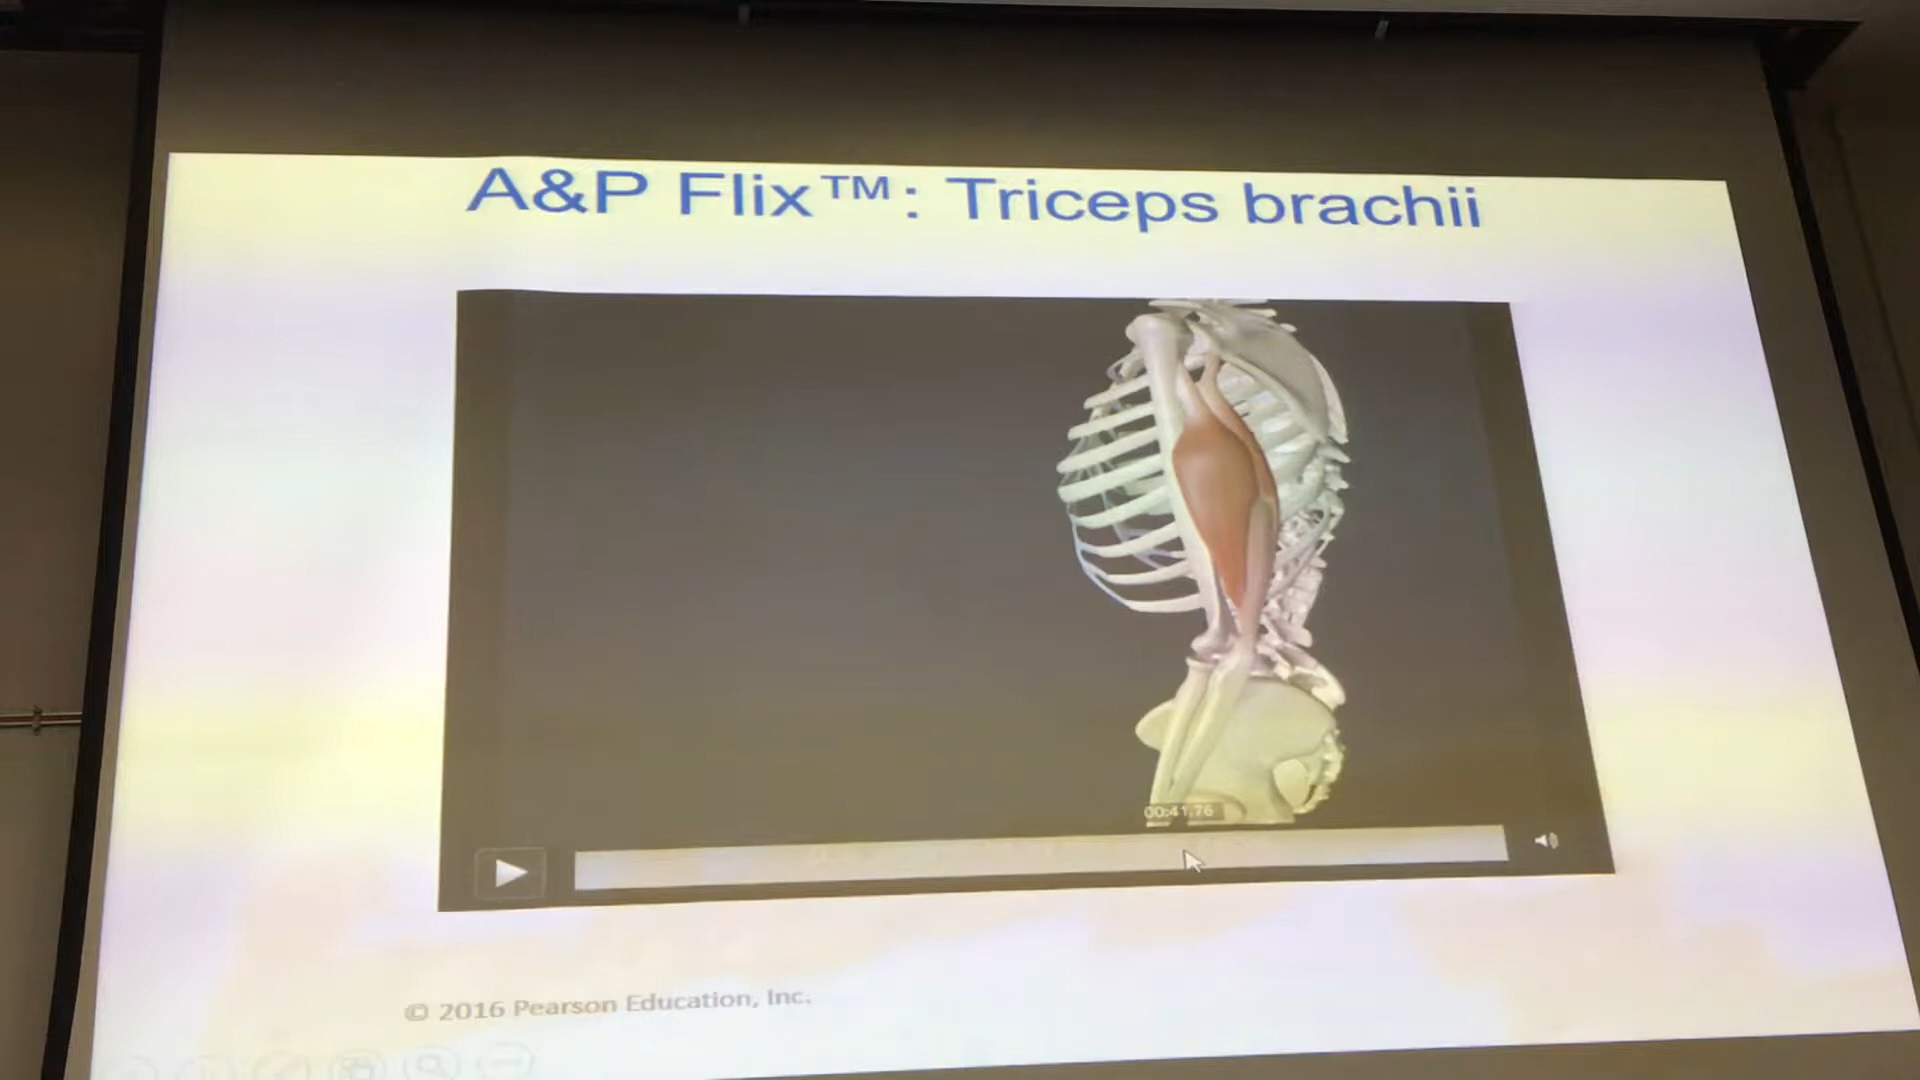 A&P Flix™: Triceps brachii
00:41.76
© 2016 Pearson Education, Inc.